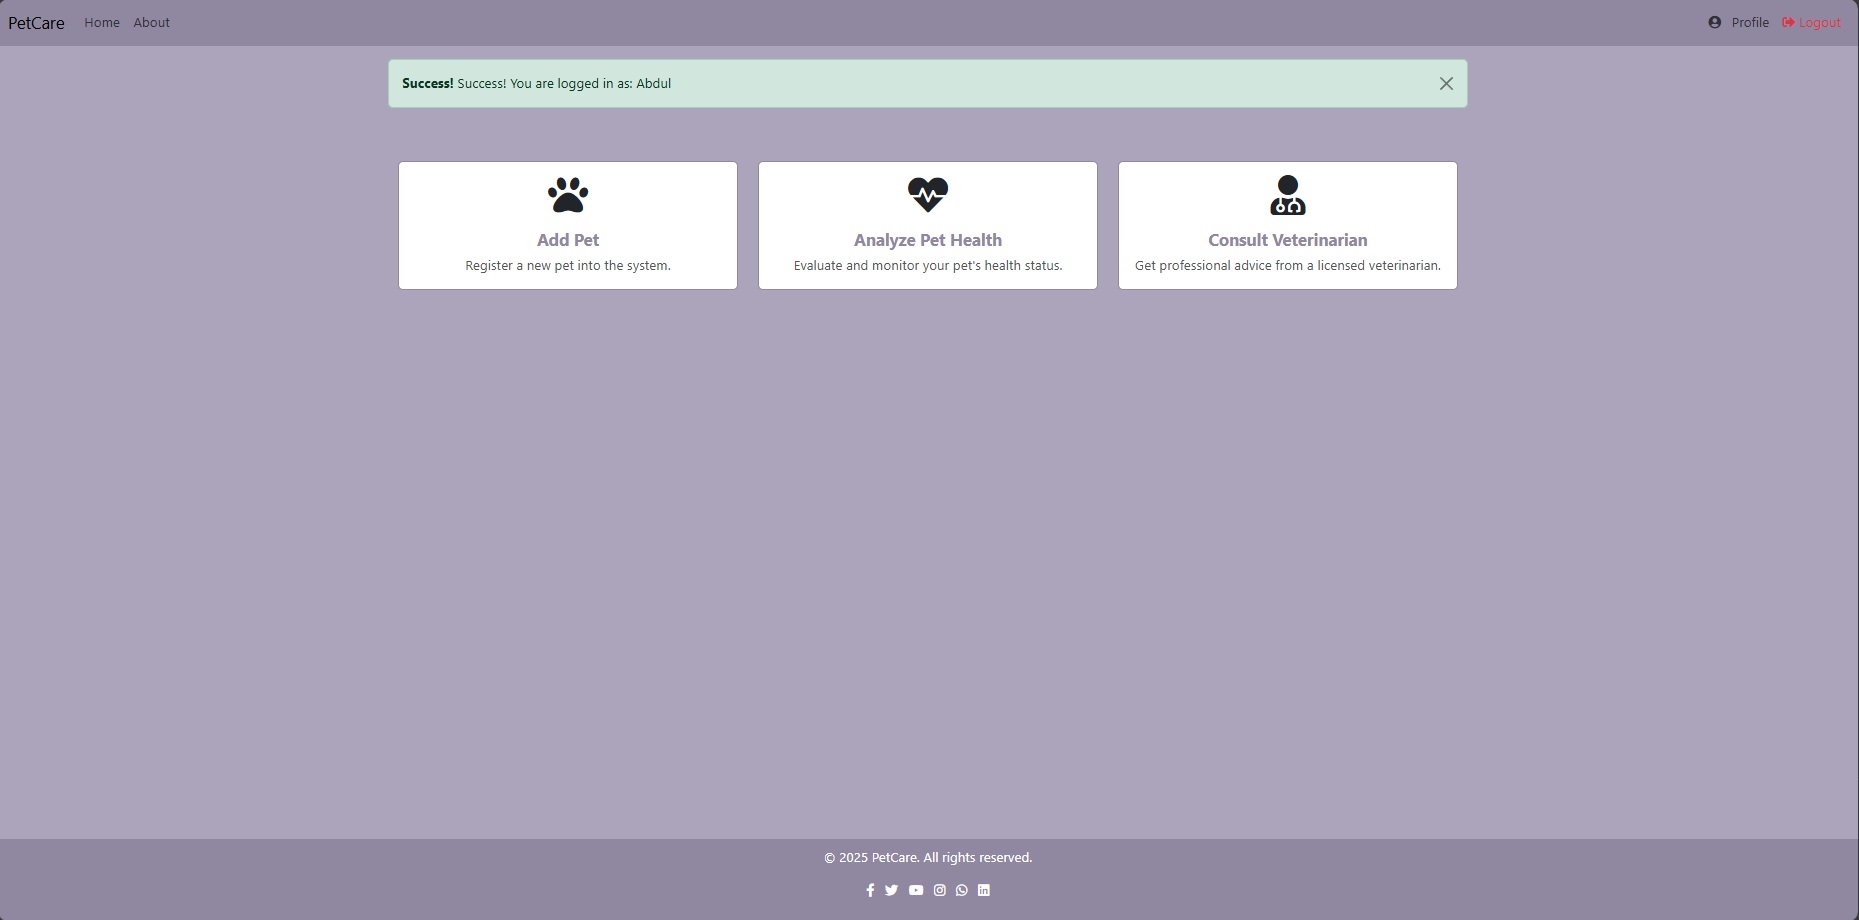 PetCare Home About Profile Logout
Success! Success! You are logged in as: Abdul
Add Pet
Register a new pet into the system.
Analyze Pet Health
Evaluate and monitor your pet's health status.
Consult Veterinarian
Get professional advice from a licensed veterinarian.
© 2025 PetCare. All rights reserved.